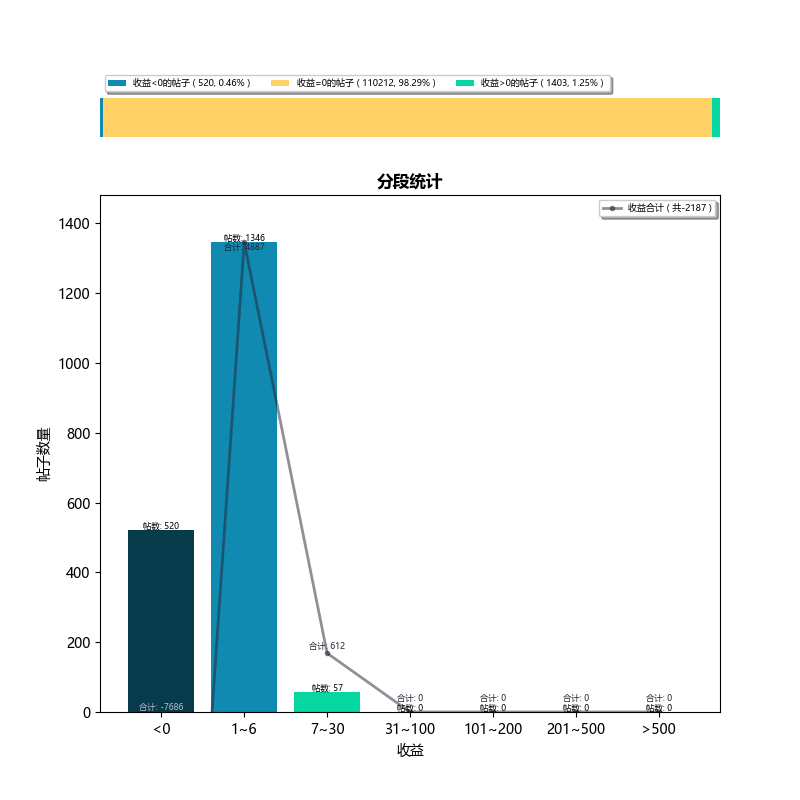 收益<0的帖子 ( 520, 0.46% ) 收益=0的帖子 ( 110212, 98.29% ) 收益>0的帖子 ( 1403, 1.25% )
分段统计
收益合计 ( 共-2187 )
帖子数量
1400
1200
1000
800
600
400
200
0
帖数: 520
合计: -7686
帖数: 1346
合计: 4887
合计: 612
帖数: 57
合计: 0
帖数: 0
合计: 0
帖数: 0
合计: 0
帖数: 0
合计: 0
帖数: 0
<0 1~6 7~30 31~100 101~200 201~500 >500
收益